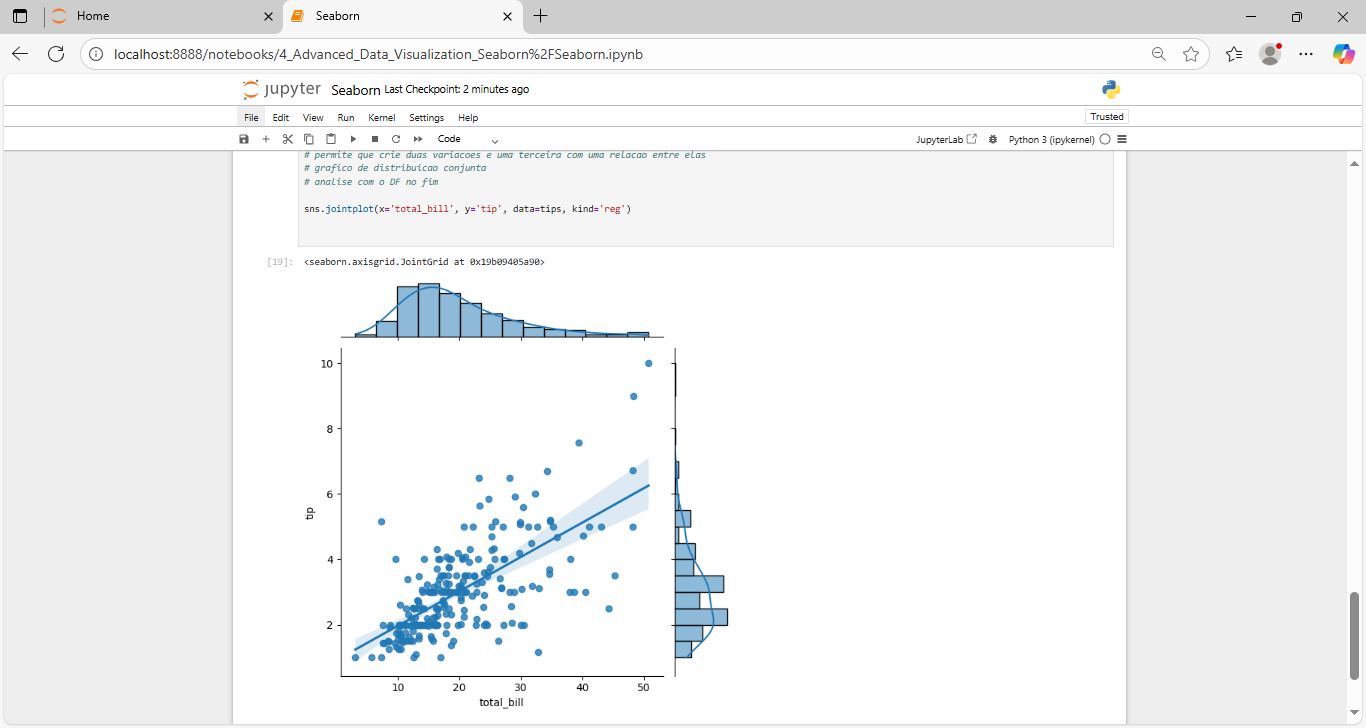 Home
Seaborn
localhost:8888/notebooks/4_Advanced_Data_Visualization_Seaborn%2FSeaborn.ipynb
jupyter Seaborn Last Checkpoint: 2 minutes ago
File Edit View Run Kernel Settings Help
Trusted
Code
JupyterLab
Python 3 (ipykernel)
# permite que crie duas variacoes e uma terceira com uma relacao entre elas
# grafico de distribuicao conjunta
# analise com o DF no fim
sns.jointplot(x='total_bill', y='tip', data=tips, kind='reg')
[19]: <seaborn.axisgrid.JointGrid at 0x19b09405a90>
10
8
6
4
2
tip
10 20 30 40 50
total_bill